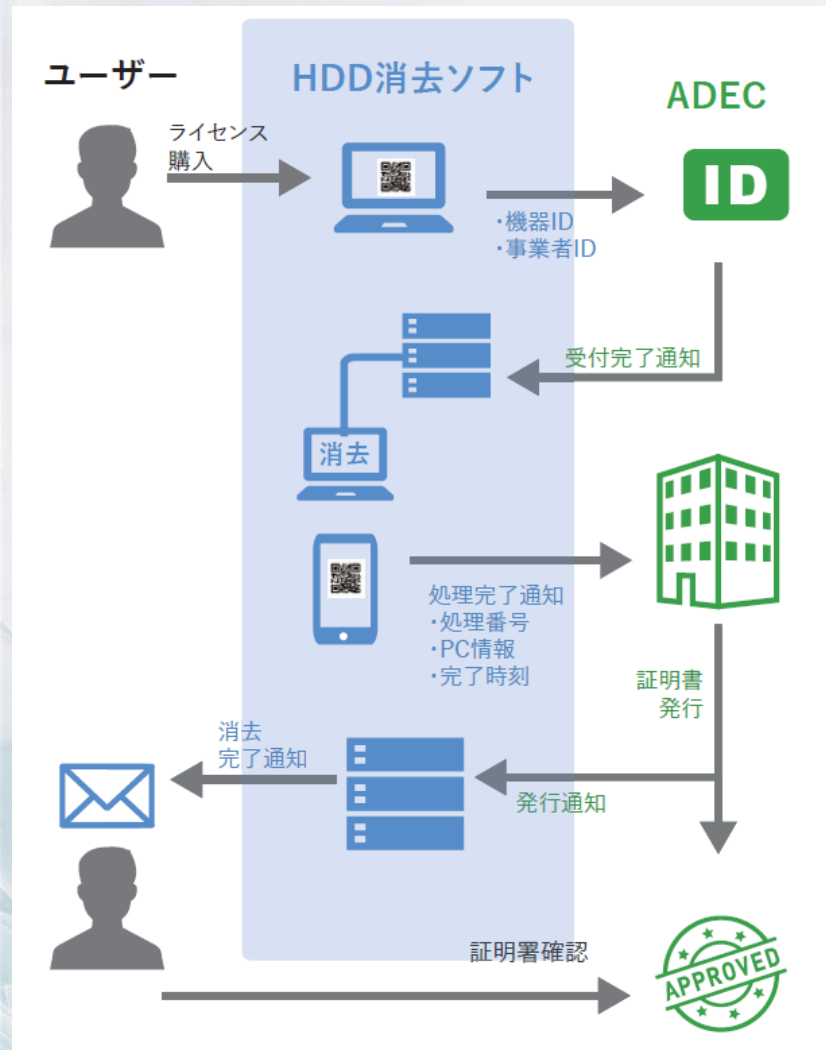 ユーザー
HDD消去ソフト
ADEC
ライセンス
購入
ID
・機器ID
・事業者ID
受付完了通知
消去
処理完了通知
・処理番号
・PC情報
・完了時刻
証明書
発行
消去
完了通知
発行通知
証明署確認
APPROVED